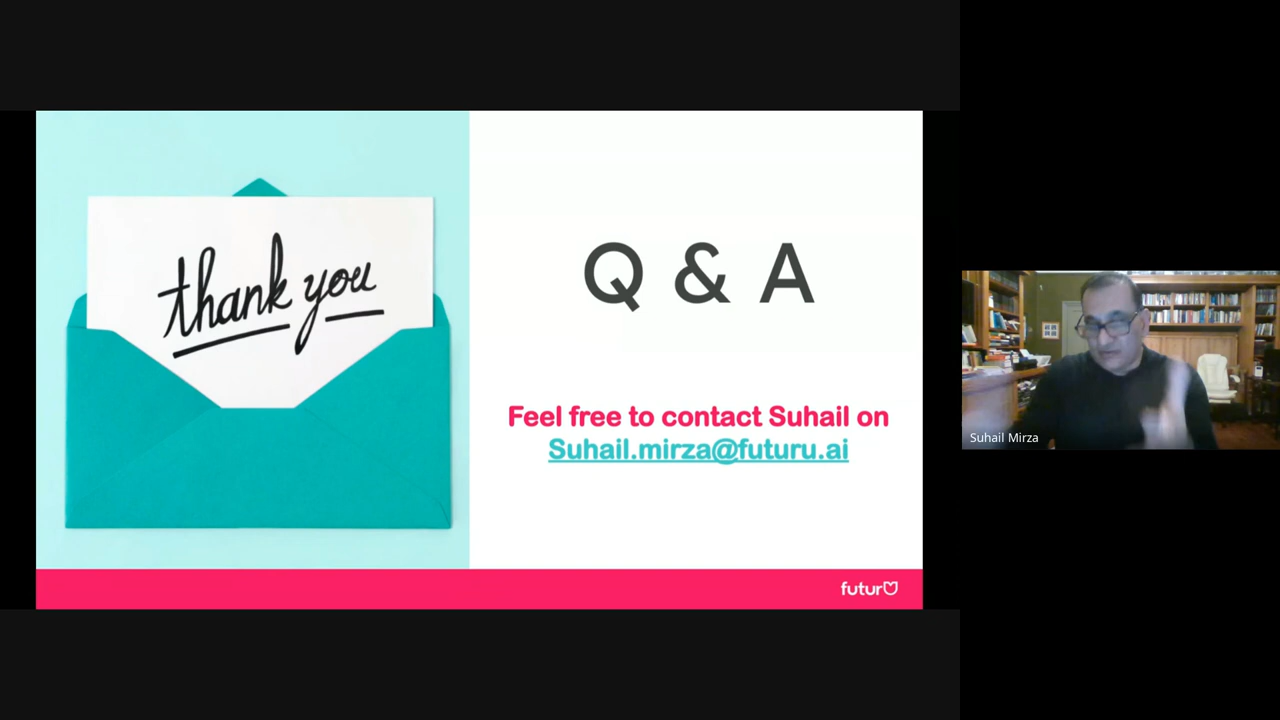 thank you
Q & A
Feel free to contact Suhail on
Suhail.mirza@futuru.ai
futurU
Suhail Mirza